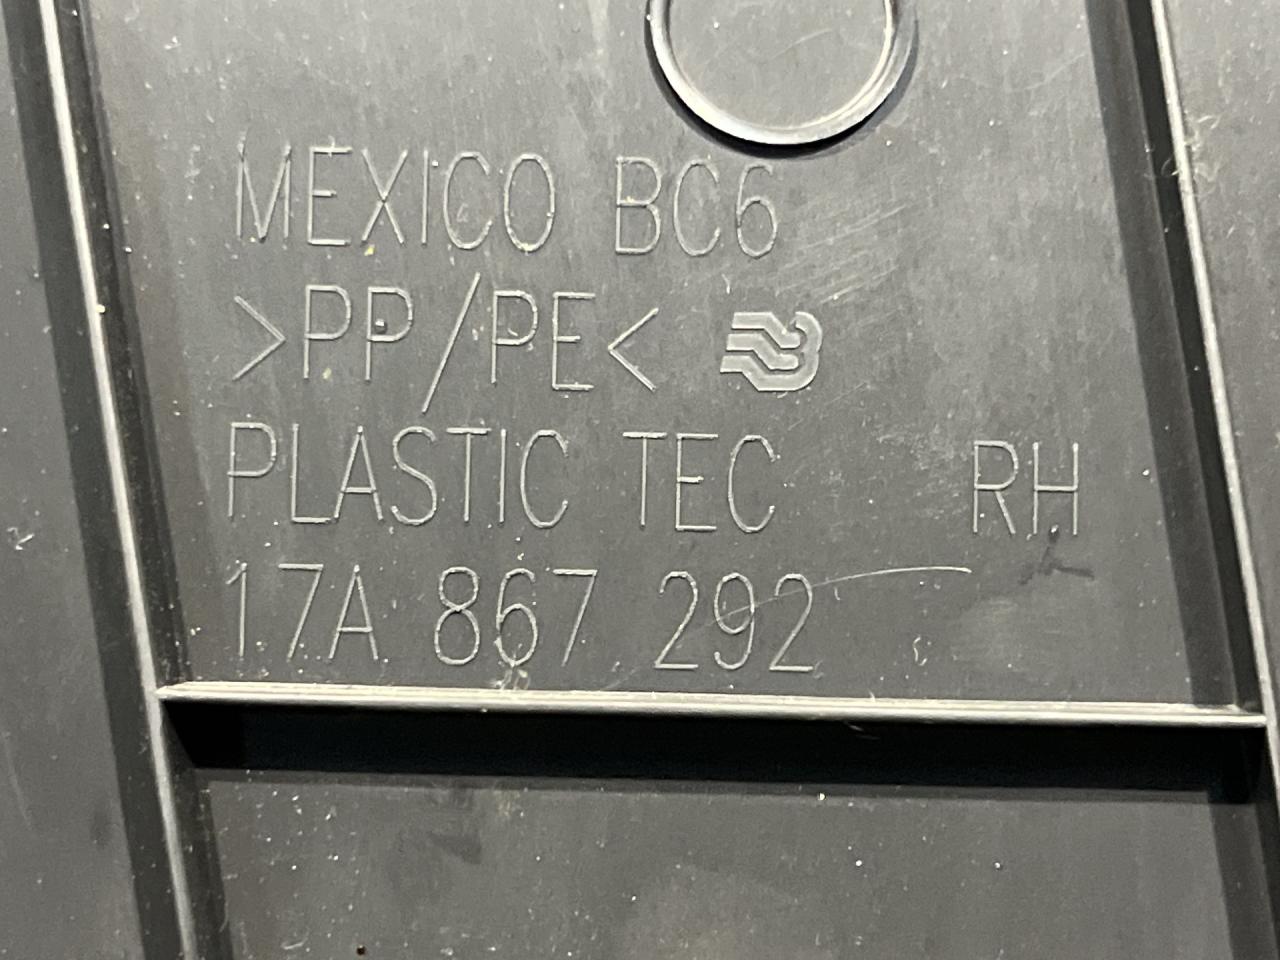 MEXICO BC6
>PP/PE<
PLASTIC TEC RH
17A 867 292